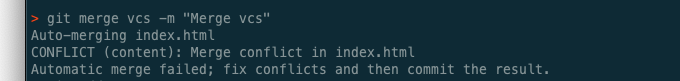 > git merge vcs -m "Merge vcs"
Auto-merging index.html
CONFLICT (content): Merge conflict in index.html
Automatic merge failed; fix conflicts and then commit the result.